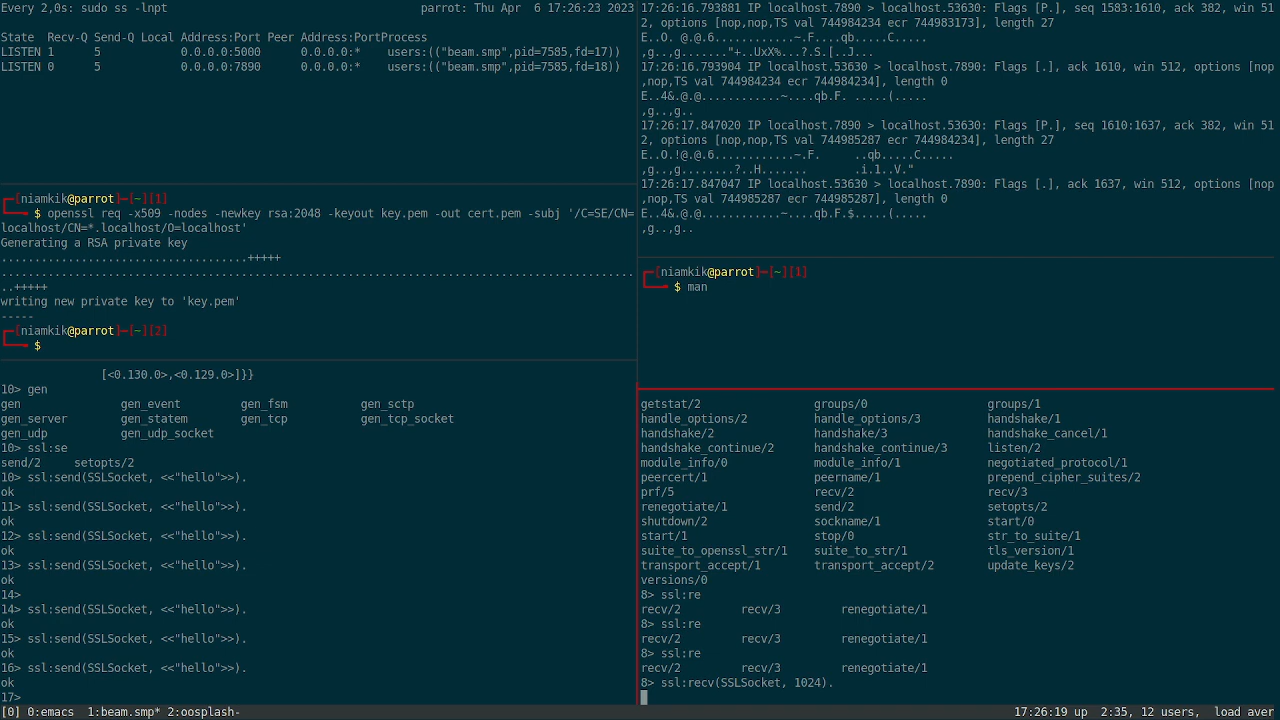 Every 2,0s: sudo ss -lnpt parrot: Thu Apr 6 17:26:23 2023
State Recv-Q Send-Q Local Address:Port Peer Address:PortProcess
LISTEN 1 5 0.0.0.0:5000 0.0.0.0:* users:(("beam.smp",pid=7585,fd=17))
LISTEN 0 5 0.0.0.0:7890 0.0.0.0:* users:(("beam.smp",pid=7585,fd=18))
[niamkik@parrot]-[~][1]
$ openssl req -x509 -nodes -newkey rsa:2048 -keyout key.pem -out cert.pem -subj '/C=SE/CN=
localhost/CN=*.localhost/O=localhost'
Generating a RSA private key
.....................................+++++
...............................................................................................
..+++++
writing new private key to 'key.pem'
-----
[niamkik@parrot]-[~][2]
$
[<0.130.0>,<0.129.0>]}}
10> gen
gen gen_event gen_fsm gen_sctp
gen_server gen_statem gen_tcp gen_tcp_socket
gen_udp gen_udp_socket
10> ssl:se
send/2 setopts/2
10> ssl:send(SSLSocket, <<"hello">>).
ok
11> ssl:send(SSLSocket, <<"hello">>).
ok
12> ssl:send(SSLSocket, <<"hello">>).
ok
13> ssl:send(SSLSocket, <<"hello">>).
ok
14>
14> ssl:send(SSLSocket, <<"hello">>).
ok
15> ssl:send(SSLSocket, <<"hello">>).
ok
16> ssl:send(SSLSocket, <<"hello">>).
ok
17>
17:26:16.793881 IP localhost.7890 > localhost.53630: Flags [P.], seq 1583:1610, ack 382, win 51
2, options [nop,nop,TS val 744984234 ecr 744983173], length 27
E..O. @.@.6............~.F....qb.....C.....
,g..,g......."+..UxX%...?.S.[..J...
17:26:16.793904 IP localhost.53630 > localhost.7890: Flags [.], ack 1610, win 512, options [nop
,nop,TS val 744984234 ecr 744984234], length 0
E..4&.@.@............~....qb.F. .....(.....
,g..,g..
17:26:17.847020 IP localhost.7890 > localhost.53630: Flags [P.], seq 1610:1637, ack 382, win 51
2, options [nop,nop,TS val 744985287 ecr 744984234], length 27
E..O.!@.@.6............~.F. ..qb.....C.....
,g..,g........?..H....... .i.1..V."
17:26:17.847047 IP localhost.53630 > localhost.7890: Flags [.], ack 1637, win 512, options [nop
,nop,TS val 744985287 ecr 744985287], length 0
E..4&.@.@............~....qb.F.$.....(.....
,g..,g..
[niamkik@parrot]-[~][1]
$ man
getstat/2 groups/0 groups/1
handle_options/2 handle_options/3 handshake/1
handshake/2 handshake/3 handshake_cancel/1
handshake_continue/2 handshake_continue/3 listen/2
module_info/0 module_info/1 negotiated_protocol/1
peercert/1 peername/1 prepend_cipher_suites/2
prf/5 recv/2 recv/3
renegotiate/1 send/2 setopts/2
shutdown/2 sockname/1 start/0
start/1 stop/0 str_to_suite/1
suite_to_openssl_str/1 suite_to_str/1 tls_version/1
transport_accept/1 transport_accept/2 update_keys/2
versions/0
8> ssl:re
recv/2 recv/3 renegotiate/1
8> ssl:re
recv/2 recv/3 renegotiate/1
8> ssl:re
recv/2 recv/3 renegotiate/1
8> ssl:recv(SSLSocket, 1024).
[0] 0:emacs 1:beam.smp* 2:oosplash- 17:26:19 up 2:35, 12 users, load aver